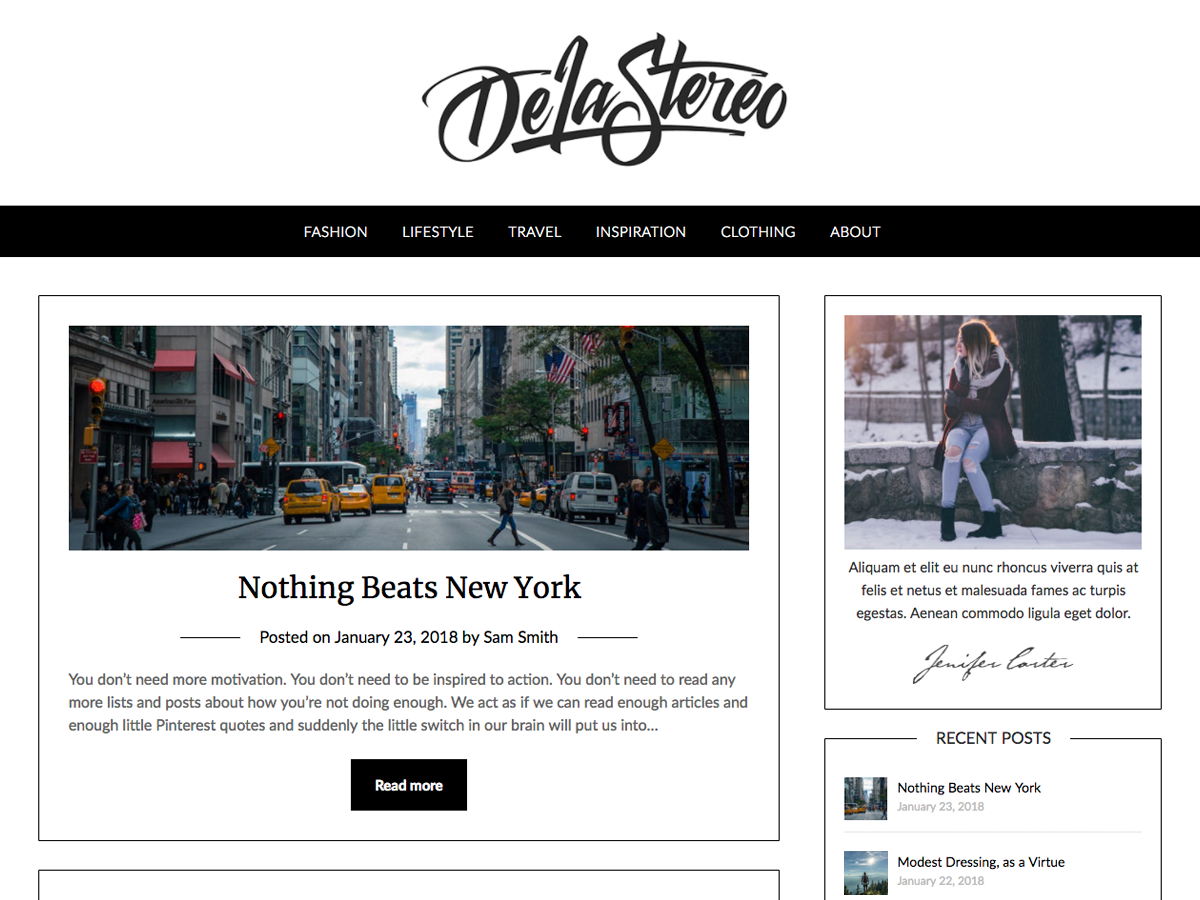 DeLaStereo
FASHION LIFESTYLE TRAVEL INSPIRATION CLOTHING ABOUT
Nothing Beats New York
Posted on January 23, 2018 by Sam Smith
You don’t need more motivation. You don’t need to be inspired to action. You don’t need to read any
more lists and posts about how you’re not doing enough. We act as if we can read enough articles and
enough little Pinterest quotes and suddenly the little switch in our brain will put us into…
Read more
Aliquam et elit eu nunc rhoncus viverra quis at
felis et netus et malesuada fames ac turpis
egestas. Aenean commodo ligula eget dolor.
Jenifer Carter
RECENT POSTS
Nothing Beats New York
January 23, 2018
Modest Dressing, as a Virtue
January 22, 2018